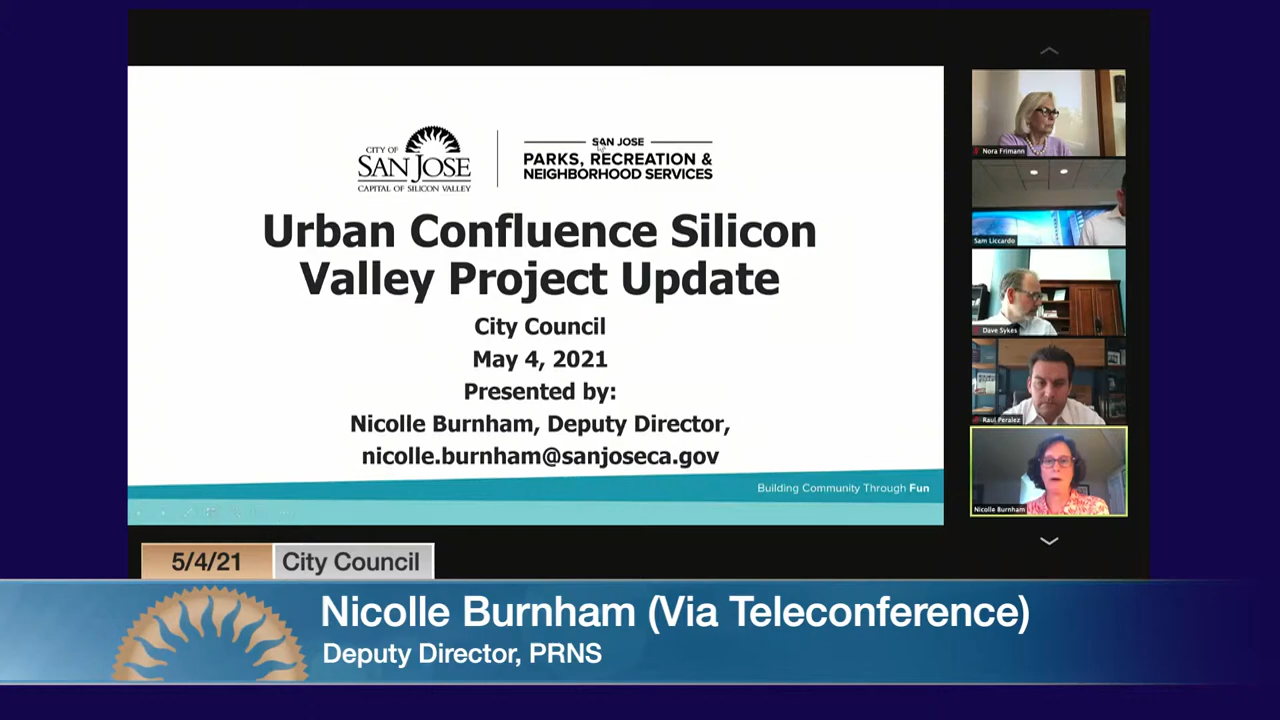 CITY OF
SAN JOSE
CAPITAL OF SILICON VALLEY
SAN JOSE
PARKS, RECREATION &
NEIGHBORHOOD SERVICES
Urban Confluence Silicon
Valley Project Update
City Council
May 4, 2021
Presented by:
Nicolle Burnham, Deputy Director,
nicolle.burnham@sanjoseca.gov
Building Community Through Fun
Nora Frimann
Sam Liccardo
Dave Sykes
Raul Peralez
Nicolle Burnham
5/4/21
City Council
Nicolle Burnham (Via Teleconference)
Deputy Director, PRNS